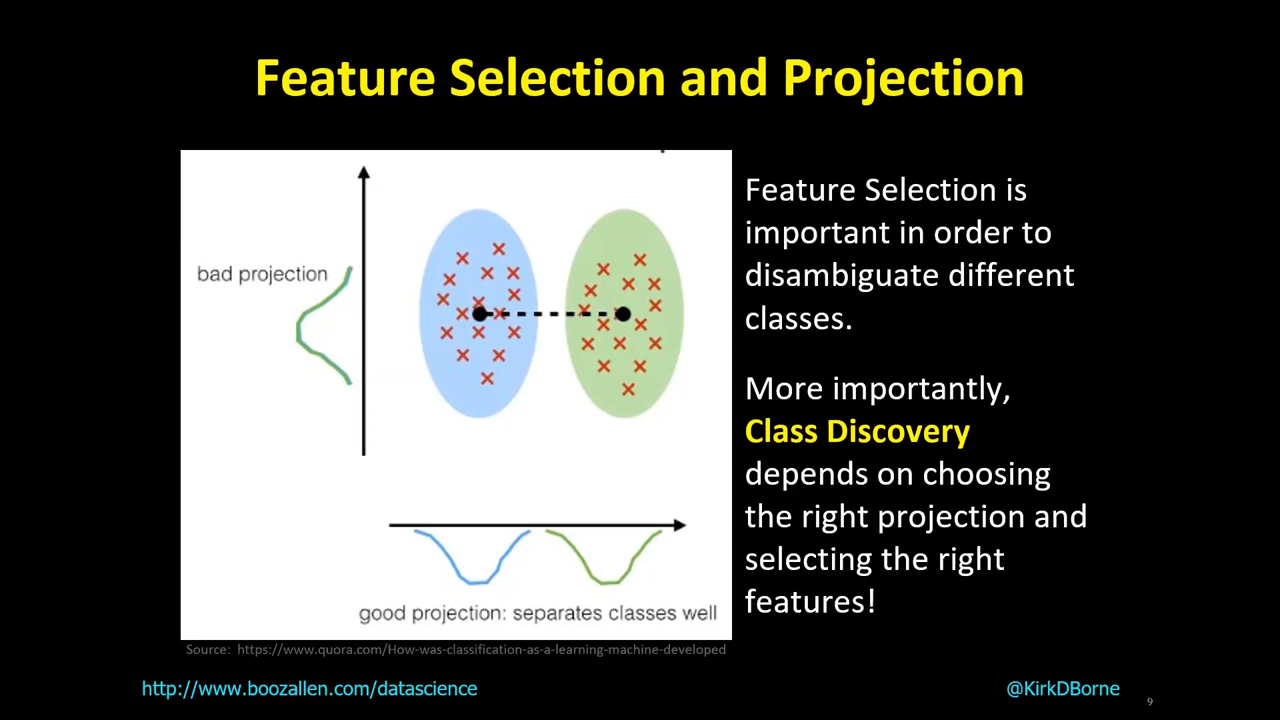 Feature Selection and Projection
bad projection
good projection: separates classes well
Source: https://www.quora.com/How-was-classification-as-a-learning-machine-developed
Feature Selection is
important in order to
disambiguate different
classes.
More importantly,
Class Discovery
depends on choosing
the right projection and
selecting the right
features!
http://www.boozallen.com/datascience
@KirkDBorne
9